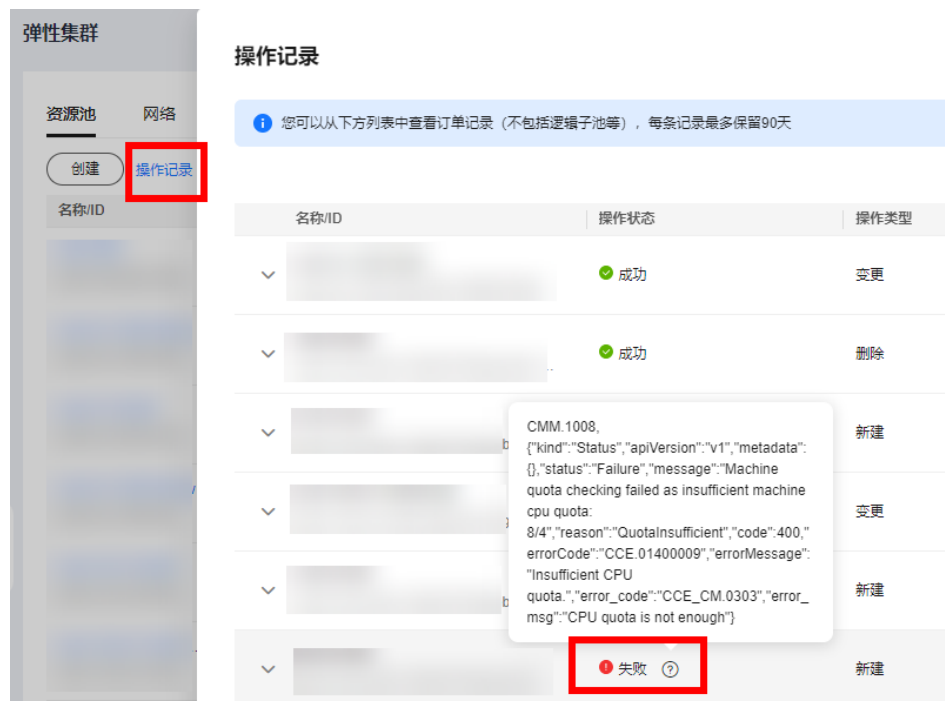 弹性集群
资源池 网络
创建 操作记录
名称/ID
操作记录
您可以从下方列表中查看订单记录（不包括逻辑子池等），每条记录最多保留90天
名称/ID 操作状态 操作类型
成功 变更
成功 删除
新建
变更
新建
CMM.1008,
{"kind":"Status","apiVersion":"v1","metadata":
{},"status":"Failure","message":"Machine
quota checking failed as insufficient machine
cpu quota:
8/4","reason":"QuotaInsufficient","code":400,"
errorCode":"CCE.01400009","errorMessage":
"Insufficient CPU
quota.","error_code":"CCE_CM.0303","error_
msg":"CPU quota is not enough"}
失败 新建